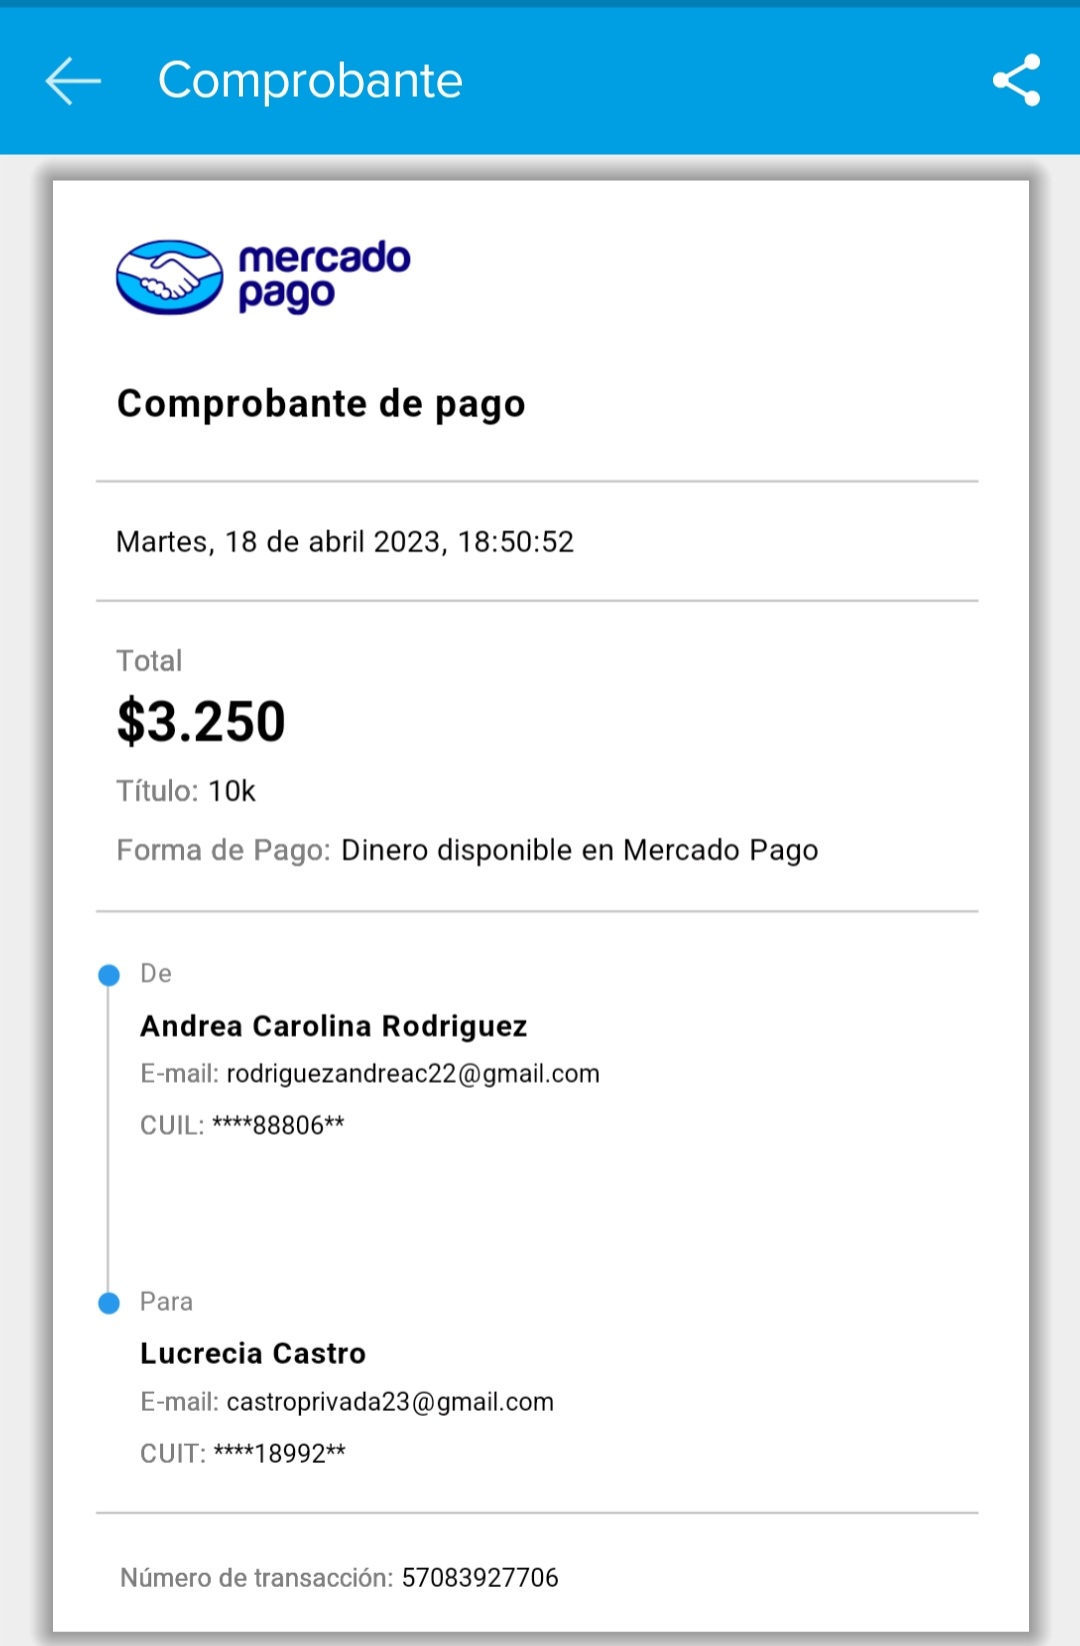 Comprobante
mercado
pago
Comprobante de pago
Martes, 18 de abril 2023, 18:50:52
Total
$3.250
Título: 10k
Forma de Pago: Dinero disponible en Mercado Pago
De
Andrea Carolina Rodriguez
E-mail: rodriguezandreac22@gmail.com
CUIL: ****88806**
Para
Lucrecia Castro
E-mail: castroprivada23@gmail.com
CUIT: ****18992**
Número de transacción: 57083927706